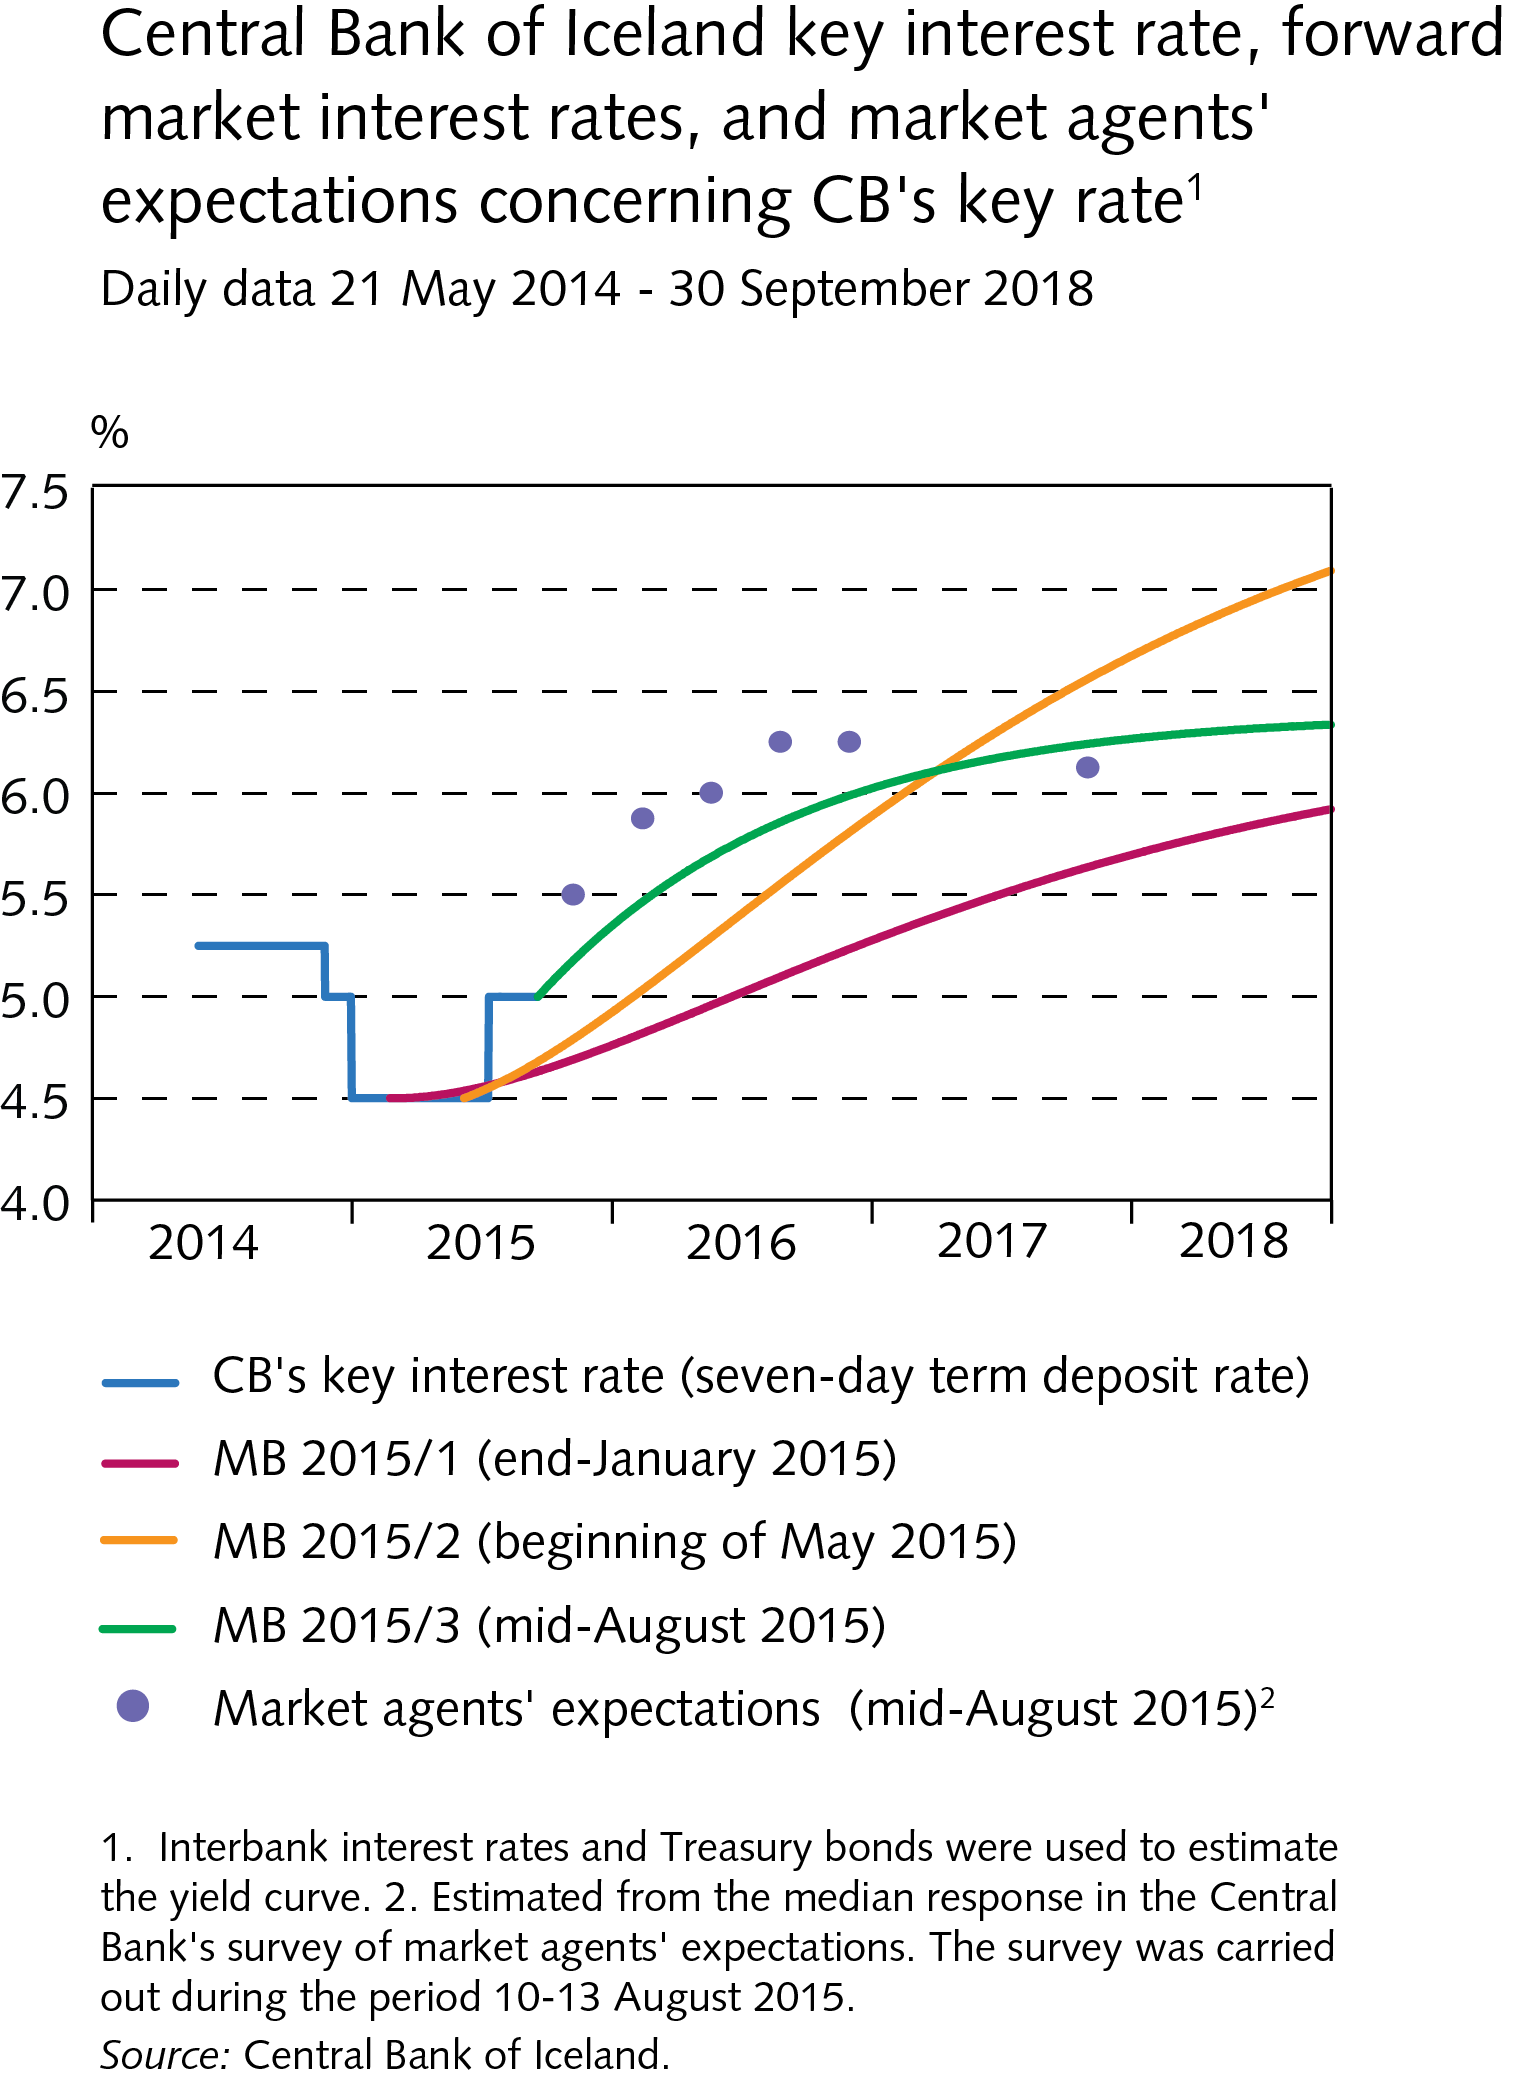 Central Bank of Iceland key interest rate, forward
market interest rates, and market agents'
expectations concerning CB's key rate¹
Daily data 21 May 2014 - 30 September 2018
%
7.5
7.0
6.5
6.0
5.5
5.0
4.5
4.0
2014 2015 2016 2017 2018
CB's key interest rate (seven-day term deposit rate)
MB 2015/1 (end-January 2015)
MB 2015/2 (beginning of May 2015)
MB 2015/3 (mid-August 2015)
Market agents' expectations (mid-August 2015)²
1. Interbank interest rates and Treasury bonds were used to estimate
the yield curve. 2. Estimated from the median response in the Central
Bank's survey of market agents' expectations. The survey was carried
out during the period 10-13 August 2015.
Source: Central Bank of Iceland.